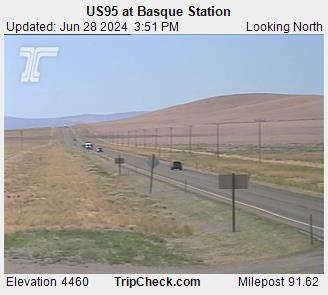 US95 at Basque Station
Updated: Jun 28 2024 3:51 PM Looking North
Elevation 4460 TripCheck.com Milepost 91.62